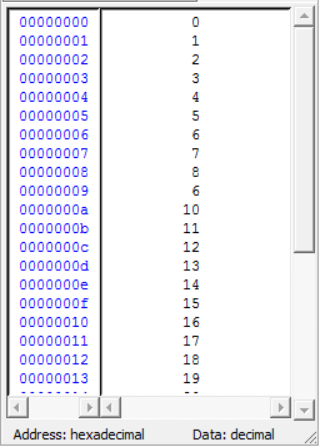 00000000 0
00000001 1
00000002 2
00000003 3
00000004 4
00000005 5
00000006 6
00000007 7
00000008 8
00000009 6
0000000a 10
0000000b 11
0000000c 12
0000000d 13
0000000e 14
0000000f 15
00000010 16
00000011 17
00000012 18
00000013 19
Address: hexadecimal Data: decimal